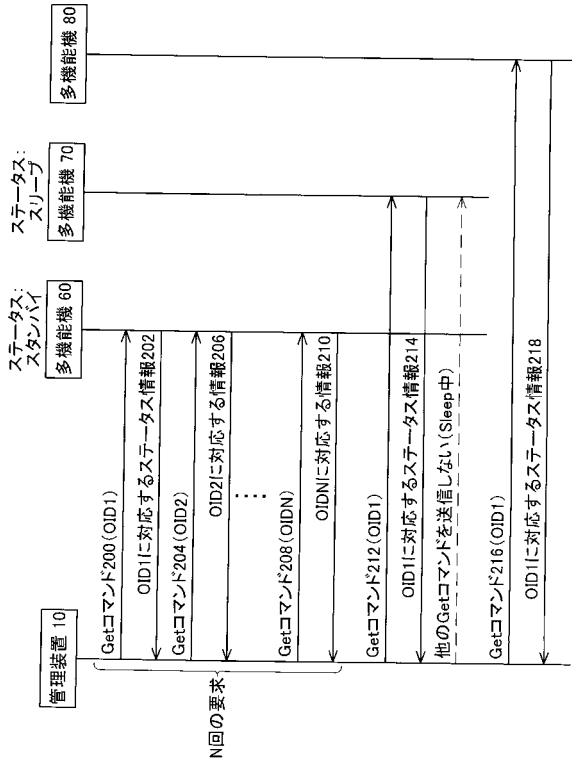 管理装置 10
ステータス:
スタンバイ
多機能機 60
ステータス:
スリープ
多機能機 70
多機能機 80
N回の要求
Getコマンド200(OID1)
OID1に対応するステータス情報202
Getコマンド204(OID2)
OID2に対応する情報206
‥‥
Getコマンド208(OIDN)
OIDNに対応する情報210
Getコマンド212(OID1)
OID1に対応するステータス情報214
他のGetコマンドを送信しない(Sleep中)
Getコマンド216(OID1)
OID1に対応するステータス情報218